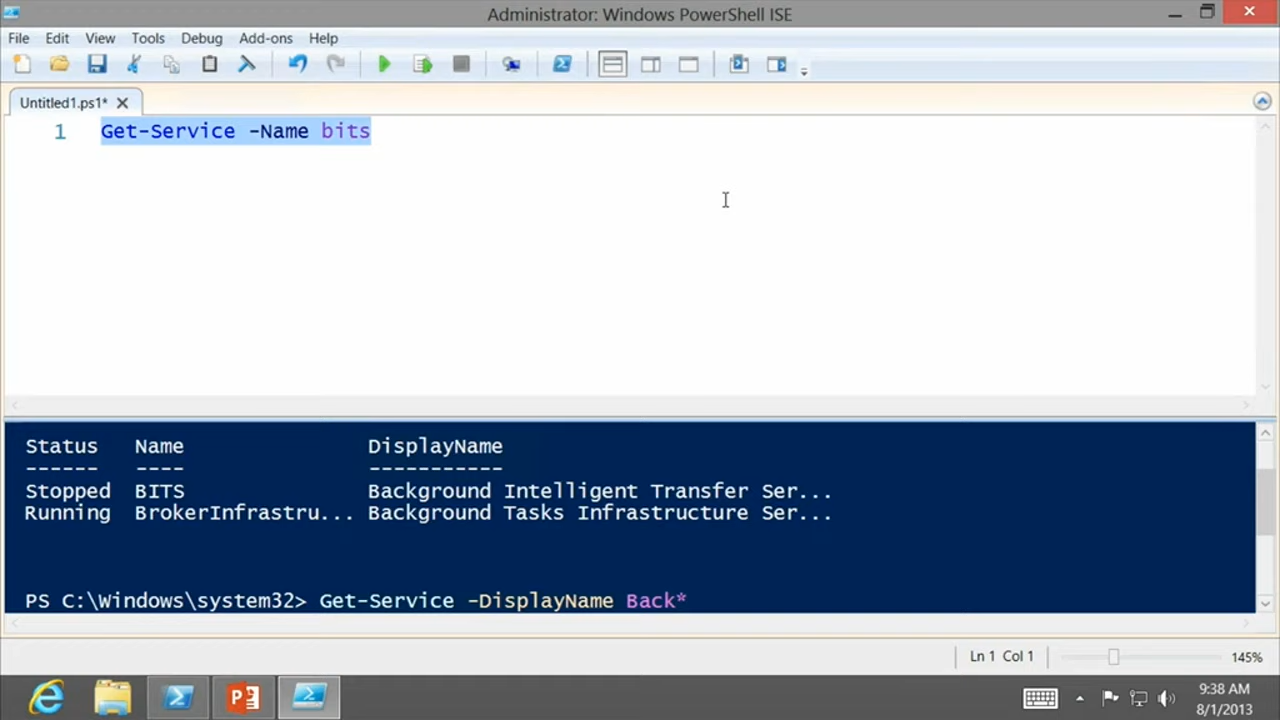 Administrator: Windows PowerShell ISE
File Edit View Tools Debug Add-ons Help
Untitled1.ps1*
1 Get-Service -Name bits
Status Name DisplayName
------ ---- -----------
Stopped BITS Background Intelligent Transfer Ser...
Running BrokerInfrastru... Background Tasks Infrastructure Ser...
PS C:\Windows\system32> Get-Service -DisplayName Back*
Ln 1 Col 1 145%
9:38 AM
8/1/2013